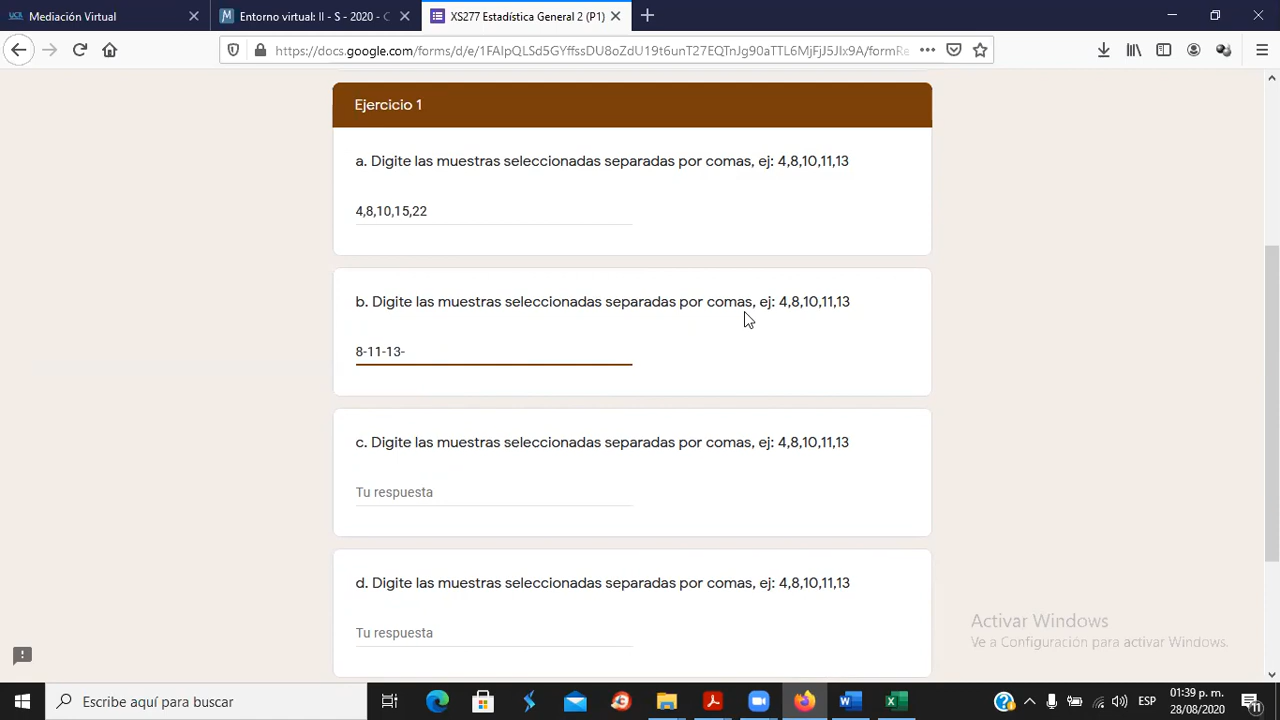 Mediación Virtual
Entorno virtual: II - S - 2020 - C
XS277 Estadística General 2 (P1)
https://docs.google.com/forms/d/e/1FAIpQLSd5GYffssDU8oZdU19t6unT27EQTnJg90aTTL6MjFjJ5JIx9A/formRe
Ejercicio 1
a. Digite las muestras seleccionadas separadas por comas, ej: 4,8,10,11,13
4,8,10,15,22
b. Digite las muestras seleccionadas separadas por comas, ej: 4,8,10,11,13
8-11-13-
c. Digite las muestras seleccionadas separadas por comas, ej: 4,8,10,11,13
Tu respuesta
d. Digite las muestras seleccionadas separadas por comas, ej: 4,8,10,11,13
Tu respuesta
Activar Windows
Ve a Configuración para activar Windows.
Escribe aquí para buscar
ESP
01:39 p. m.
28/08/2020
11